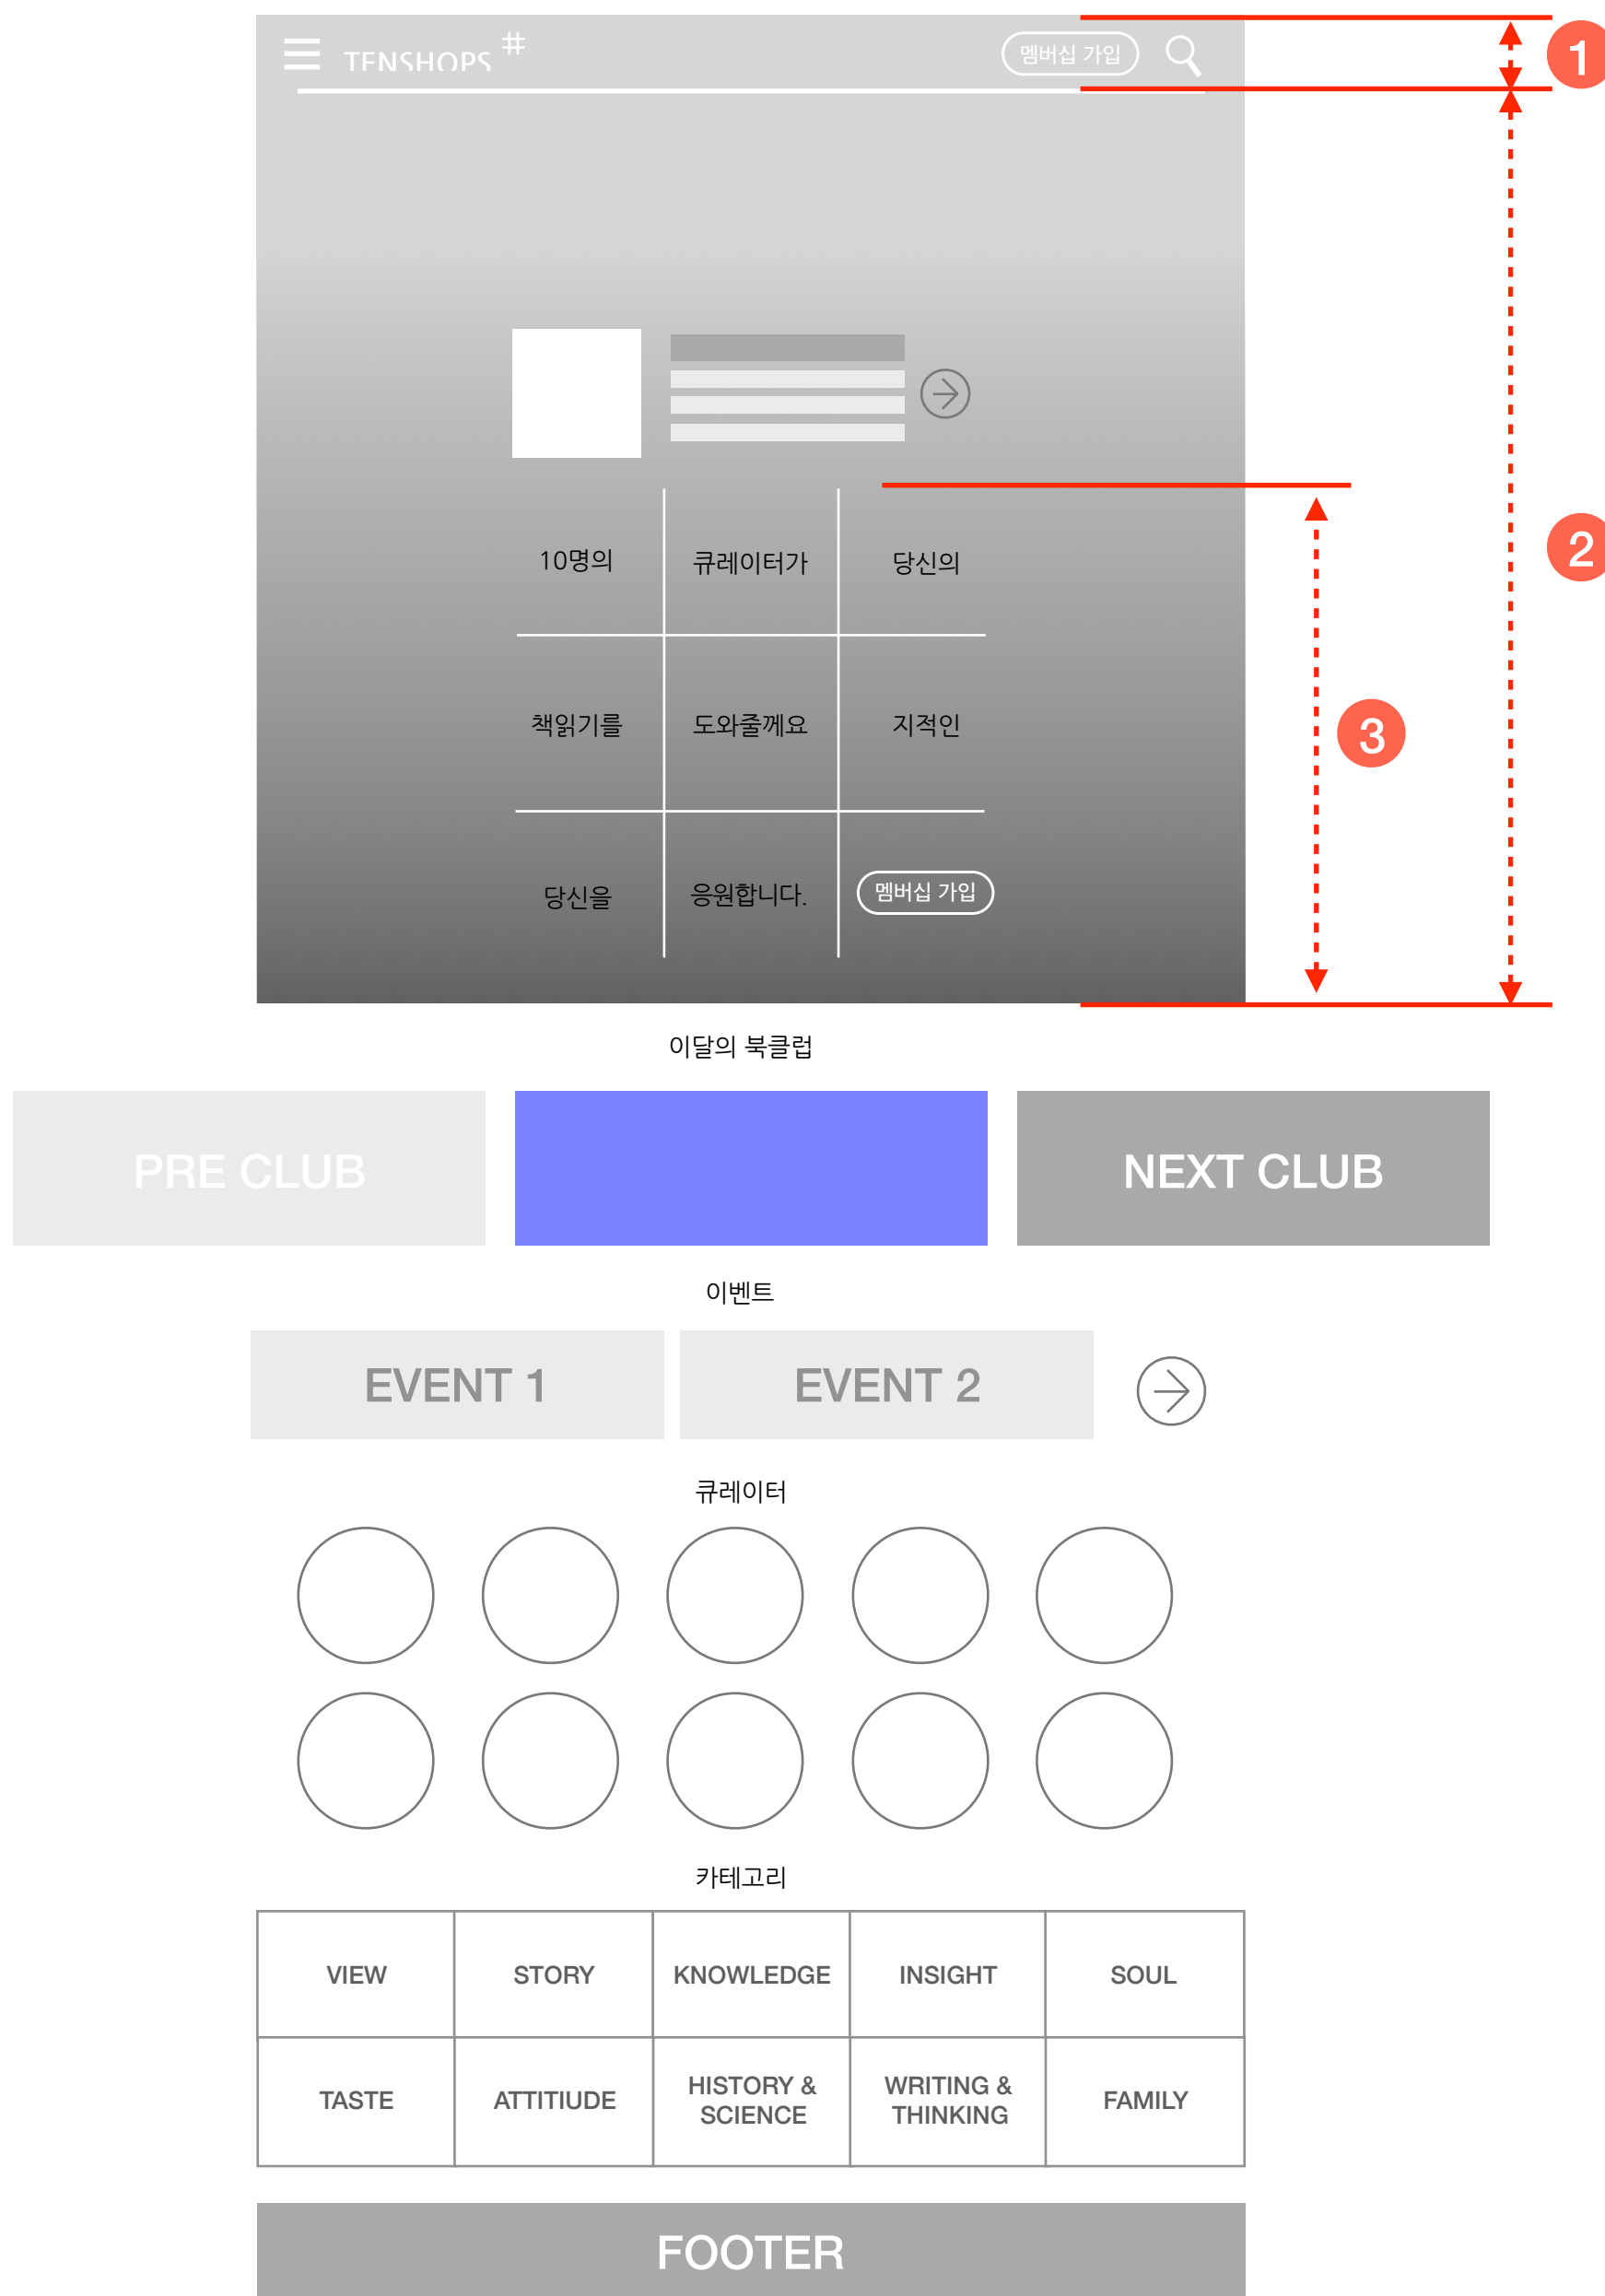 TENSHOPS #
멤버십 가입
1
10명의 큐레이터가 당신의
2
책읽기를 도와줄께요 지적인
3
당신을 응원합니다. 멤버십 가입
이달의 북클럽
PRE CLUB
NEXT CLUB
이벤트
EVENT 1
EVENT 2
큐레이터
카테고리
VIEW
STORY
KNOWLEDGE
INSIGHT
SOUL
TASTE
ATTITIUDE
HISTORY &
SCIENCE
WRITING &
THINKING
FAMILY
FOOTER